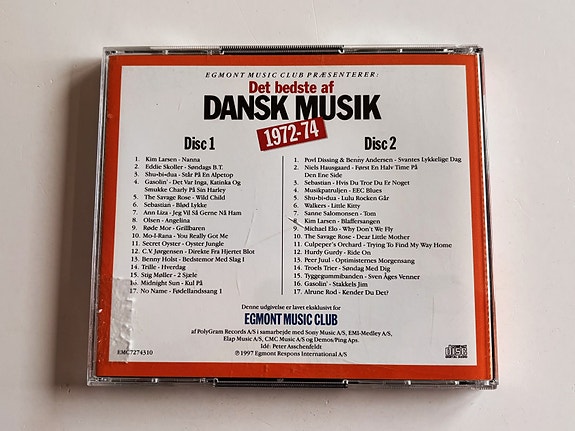 EGMONT MUSIC CLUB PRÆSENTERER:
Det bedste af
DANSK MUSIK
1972-74
Disc 1
1. Kim Larsen - Nanna
2. Eddie Skoller - Søndags B.T.
3. Shu•bi•dua - Står På En Alpetop
4. Gasolin' - Det Var Inga, Katinka Og
Smukke Charly På Sin Harley
5. The Savage Rose - Wild Child
6. Sebastian - Blød Lykke
7. Ann Liza - Jeg Vil Så Gerne Nå Ham
8. Olsen - Angelina
9. Røde Mor - Grillbaren
10. Mo-I-Rana - You Really Got Me
11. Secret Oyster - Oyster Jungle
12. C.V. Jørgensen - Direkte Fra Hjertet Blot
13. Benny Holst - Bedstemor Med Slag I
14. Trille - Hverdag
15. Stig Møller - 2 Sjæle
16. Midnight Sun - Kul På
17. No Name - Fødellandssang 1
Disc 2
1. Povl Dissing & Benny Andersen - Svantes Lykkelige Dag
2. Niels Hausgaard - Først En Halv Time På
Den Ene Side
3. Sebastian - Hvis Du Tror Du Er Noget
4. Musikpatruljen - EEC Blues
5. Shu•bi•dua - Lulu Rocken Går
6. Walkers - Little Kitty
7. Sanne Salomonsen - Tom
8. Kim Larsen - Blaffersangen
9. Michael Elo - Why Don't We Fly
10. The Savage Rose - Dear Little Mother
11. Culpeper's Orchard - Trying To Find My Way Home
12. Hurdy Gurdy - Ride On
13. Peer Juul - Optimisternes Morgensang
14. Troels Trier - Søndag Med Dig
15. Tyggegummibanden - Sven Åges Venner
16. Gasolin' - Stakkels Jim
17. Alrune Rod - Kender Du Det?
Denne udgivelse er lavet eksklusivt for
EGMONT MUSIC CLUB
af PolyGram Records A/S i samarbejde med Sony Music A/S, EMI-Medley A/S,
Elap Music A/S, CMC Music A/S og Demos/Ping Aps.
Idé: Peter Asschenfeldt
℗ 1997 Egmont Respons International A/S
EMC7274310